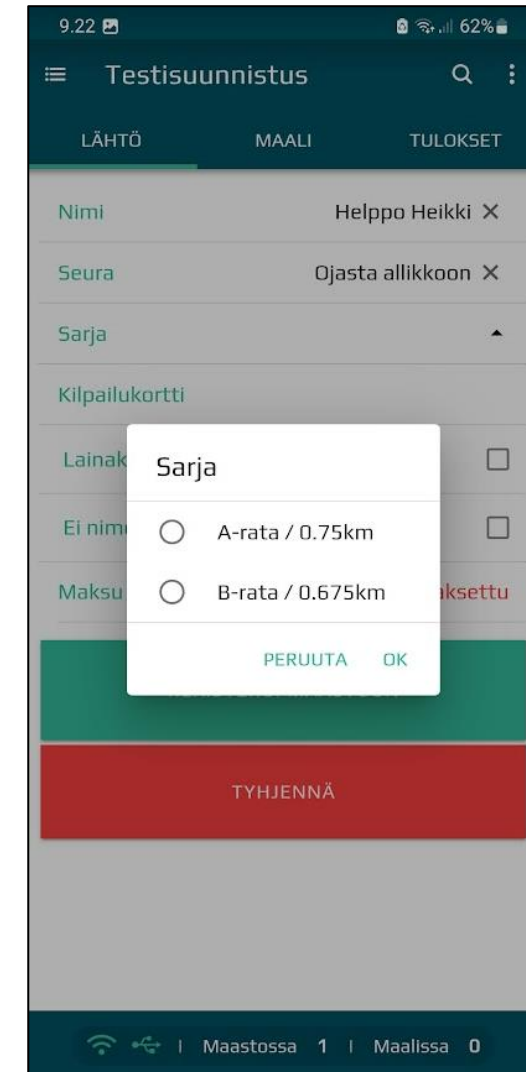 9.22 62%
Testisuunnistus
LÄHTÖ MAALI TULOKSET
Nimi Helppo Heikki
Seura Ojasta allikkoon
Sarja
Kilpailukortti
Sarja
A-rata / 0.75km
B-rata / 0.675km
Maksu
PERUUTA OK
TYHJENNÄ
Maastossa 1 | Maalissa 0